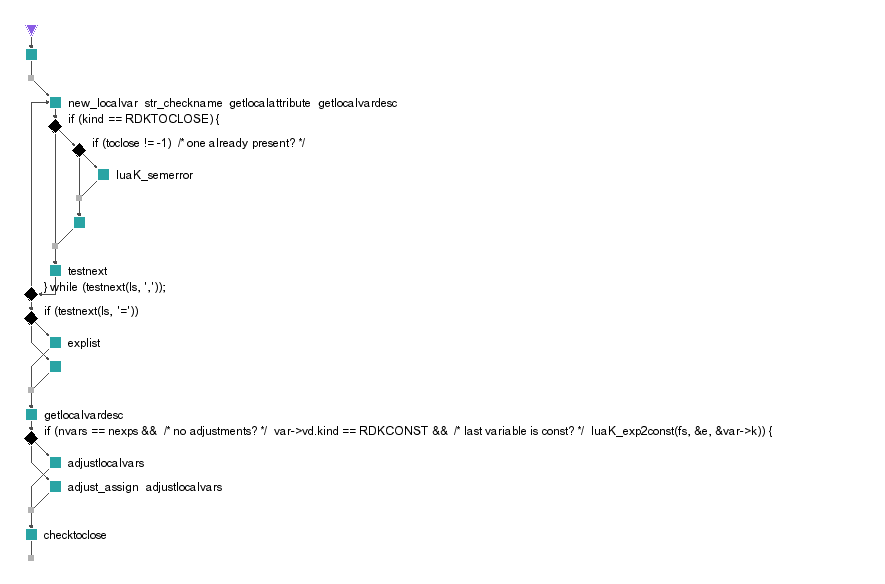 new_localvar  str_checkname  getlocalattribute  getlocalvardesc
if (kind == RDKTOCLOSE) {
if (toclose != -1)  /* one already present? */
luaK_semerror
testnext
} while (testnext(ls, ','));
if (testnext(ls, '='))
explist
getlocalvardesc
if (nvars == nexps &&  /* no adjustments? */  var->vd.kind == RDKCONST &&  /* last variable is const? */  luaK_exp2const(fs, &e, &var->k)) {
adjustlocalvars
adjust_assign  adjustlocalvars
checktoclose